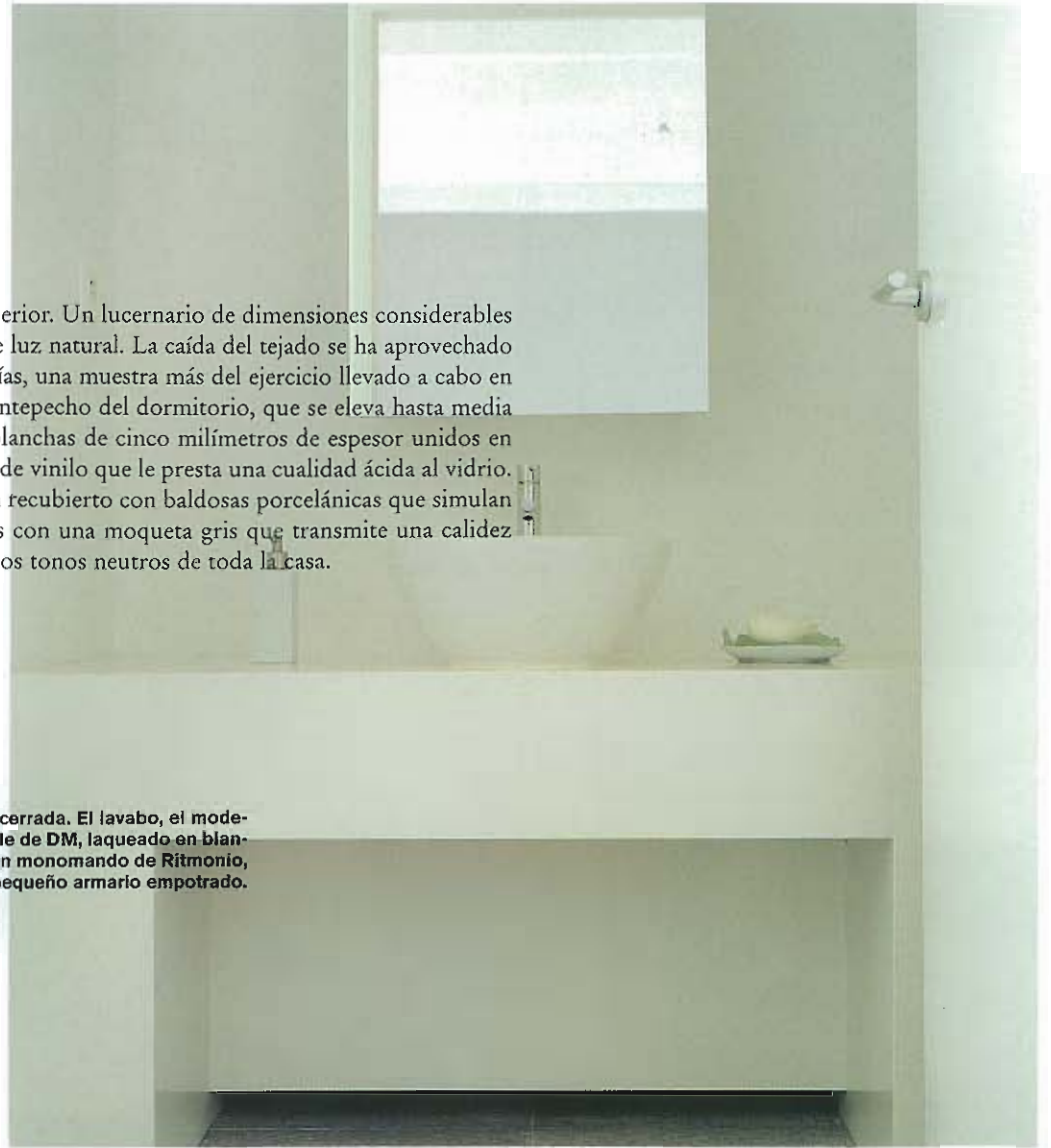 erior. Un lucernario de dimensiones considerables
e luz natural. La caída del tejado se ha aprovechado
ías, una muestra más del ejercicio llevado a cabo en
ntepecho del dormitorio, que se eleva hasta media
lanchas de cinco milímetros de espesor unidos en
de vinilo que le presta una cualidad ácida al vidrio.
recubierto con baldosas porcelánicas que simulan
s con una moqueta gris que transmite una calidez
os tonos neutros de toda la casa.
cerrada. El lavabo, el mode-
le de DM, laqueado en blan-
n monomando de Ritmonio,
pequeño armario empotrado.